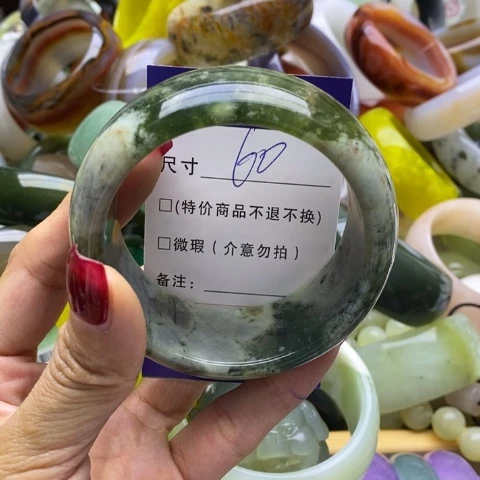 尺寸 60
□(特价商品不退不换)
□微瑕(介意勿拍)
备注: